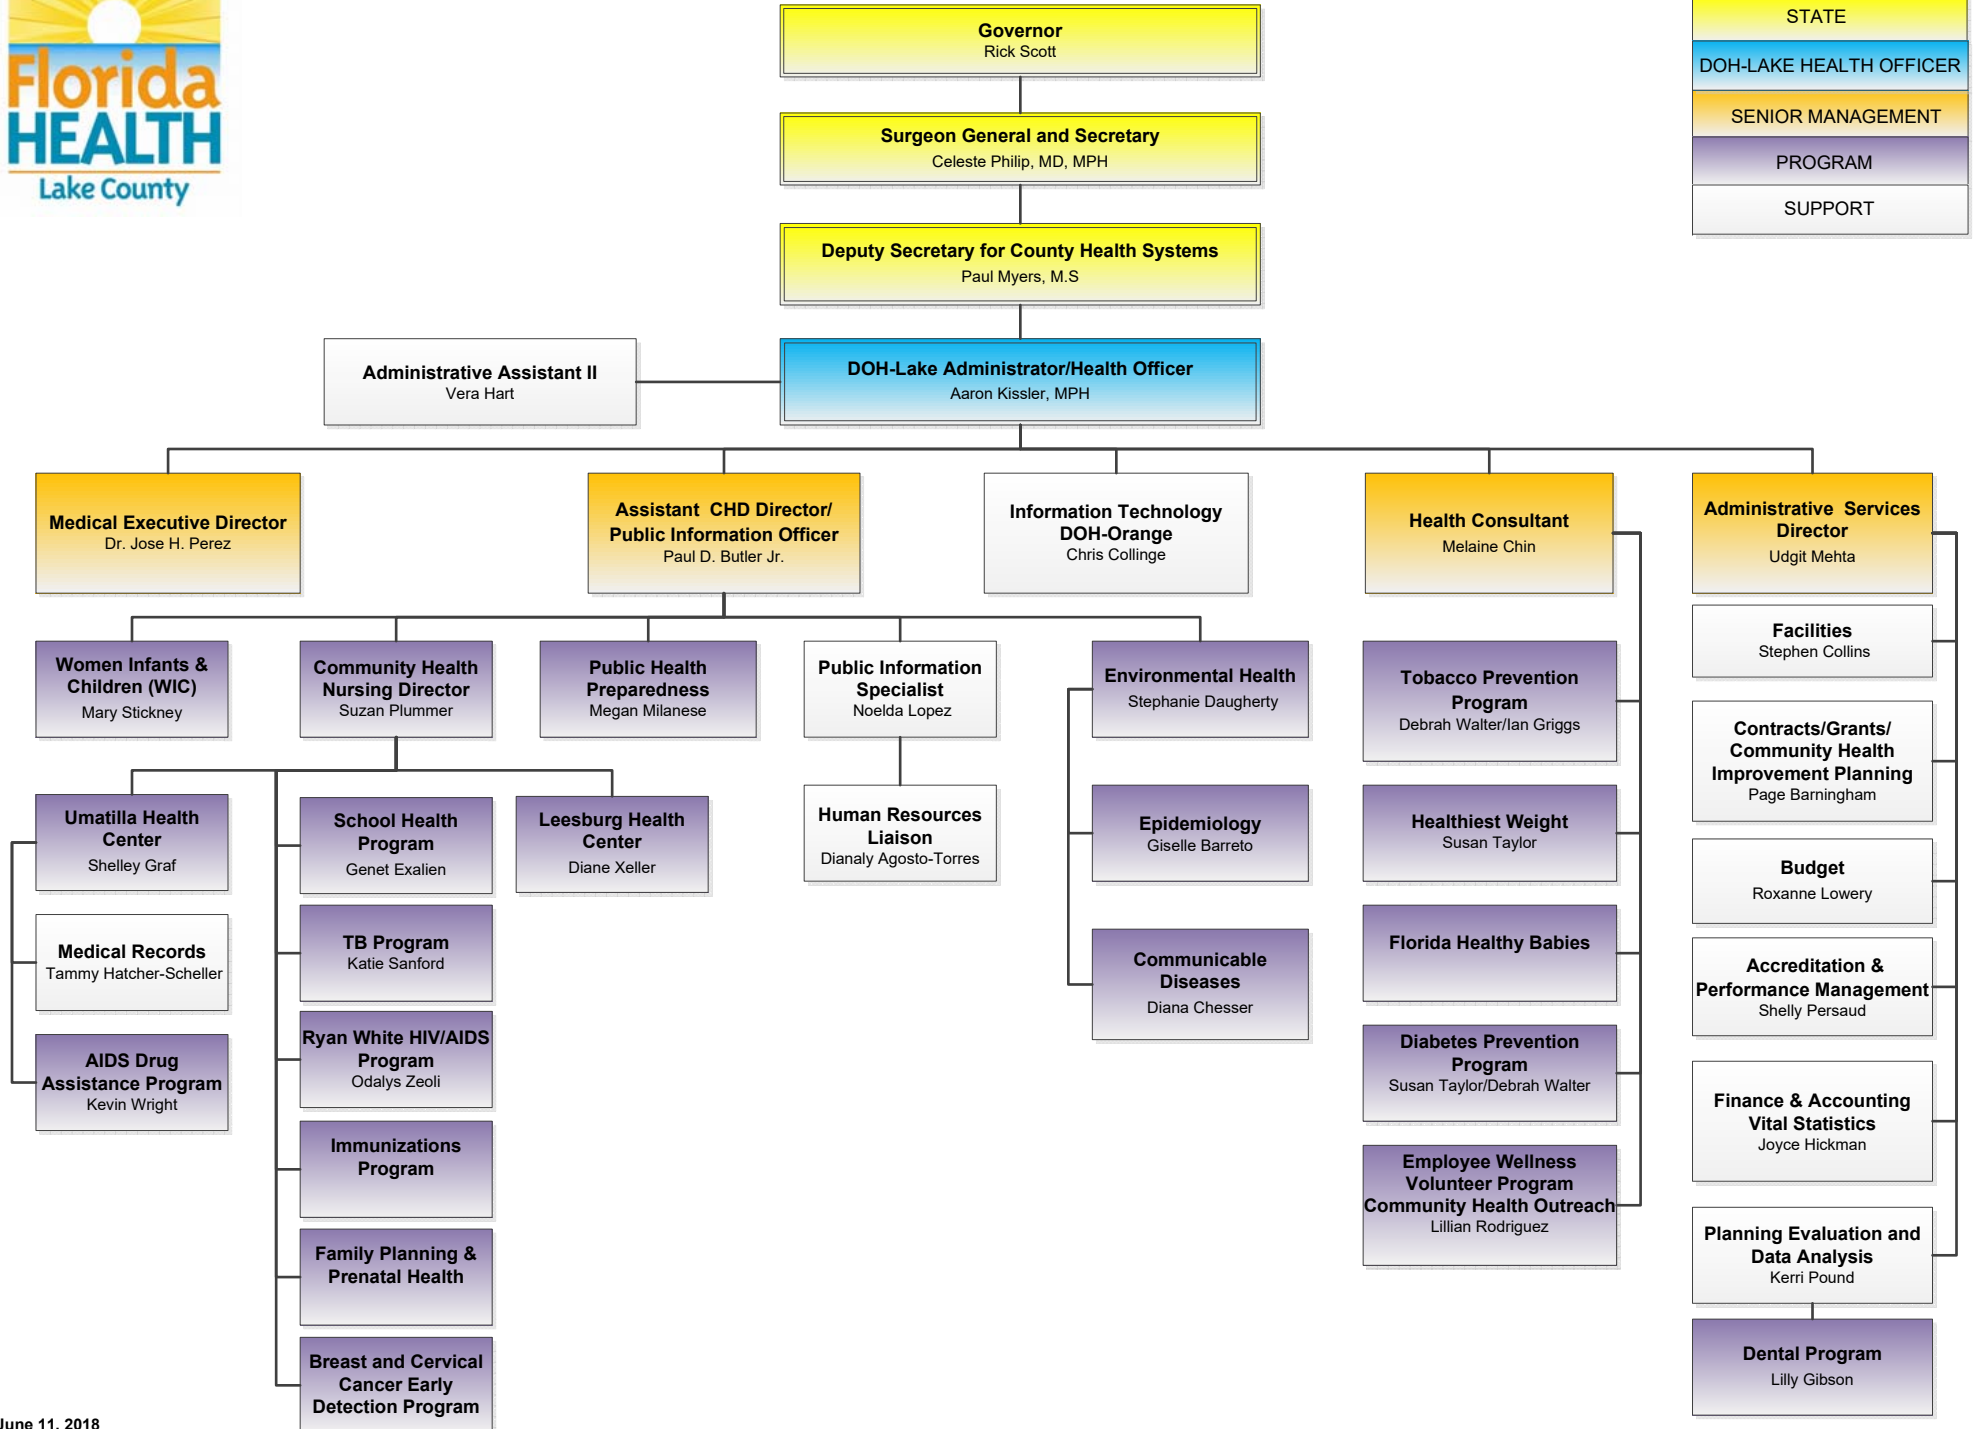 Florida
HEALTH
Lake County
STATE
DOH-LAKE HEALTH OFFICER
SENIOR MANAGEMENT
PROGRAM
SUPPORT
Governor
Rick Scott
Surgeon General and Secretary
Celeste Philip, MD, MPH
Deputy Secretary for County Health Systems
Paul Myers, M.S
Administrative Assistant II
Vera Hart
DOH-Lake Administrator/Health Officer
Aaron Kissler, MPH
Medical Executive Director
Dr. Jose H. Perez
Assistant CHD Director/
Public Information Officer
Paul D. Butler Jr.
Information Technology
DOH-Orange
Chris Collinge
Health Consultant
Melaine Chin
Administrative Services
Director
Udgit Mehta
Women Infants &
Children (WIC)
Mary Stickney
Community Health
Nursing Director
Suzan Plummer
Public Health
Preparedness
Megan Milanese
Public Information
Specialist
Noelda Lopez
Environmental Health
Stephanie Daugherty
Umatilla Health
Center
Shelley Graf
Medical Records
Tammy Hatcher-Scheller
AIDS Drug
Assistance Program
Kevin Wright
School Health
Program
Genet Exalien
TB Program
Katie Sanford
Ryan White HIV/AIDS
Program
Odalys Zeoli
Immunizations
Program
Family Planning &
Prenatal Health
Breast and Cervical
Cancer Early
Detection Program
Leesburg Health
Center
Diane Xeller
Human Resources
Liaison
Dianaly Agosto-Torres
Epidemiology
Giselle Barreto
Communicable
Diseases
Diana Chesser
Tobacco Prevention
Program
Debrah Walter/Ian Griggs
Healthiest Weight
Susan Taylor
Florida Healthy Babies
Diabetes Prevention
Program
Susan Taylor/Debrah Walter
Employee Wellness
Volunteer Program
Community Health Outreach
Lillian Rodriguez
Facilities
Stephen Collins
Contracts/Grants/
Community Health
Improvement Planning
Page Barningham
Budget
Roxanne Lowery
Accreditation &
Performance Management
Shelly Persaud
Finance & Accounting
Vital Statistics
Joyce Hickman
Planning Evaluation and
Data Analysis
Kerri Pound
Dental Program
Lilly Gibson
June 11, 2018